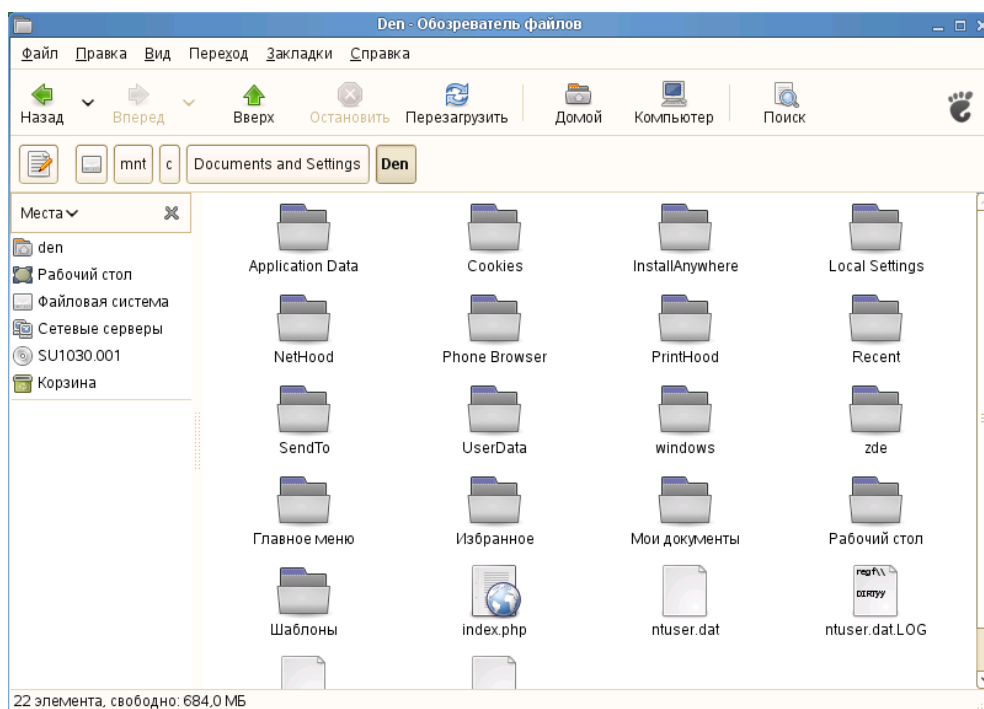 Den - Обозреватель файлов
Файл Правка Вид Переход Закладки Справка
Назад Вперед Вверх Остановить Перезагрузить Домой Компьютер Поиск
mnt c Documents and Settings Den
Места
den
Рабочий стол
Файловая система
Сетевые серверы
SU1030.001
Корзина
Application Data Cookies InstallAnywhere Local Settings
NetHood Phone Browser PrintHood Recent
SendTo UserData windows zde
Главное меню Избранное Мои документы Рабочий стол
regf\\
DIRTyy
Шаблоны index.php ntuser.dat ntuser.dat.LOG
22 элемента, свободно: 684,0 МБ